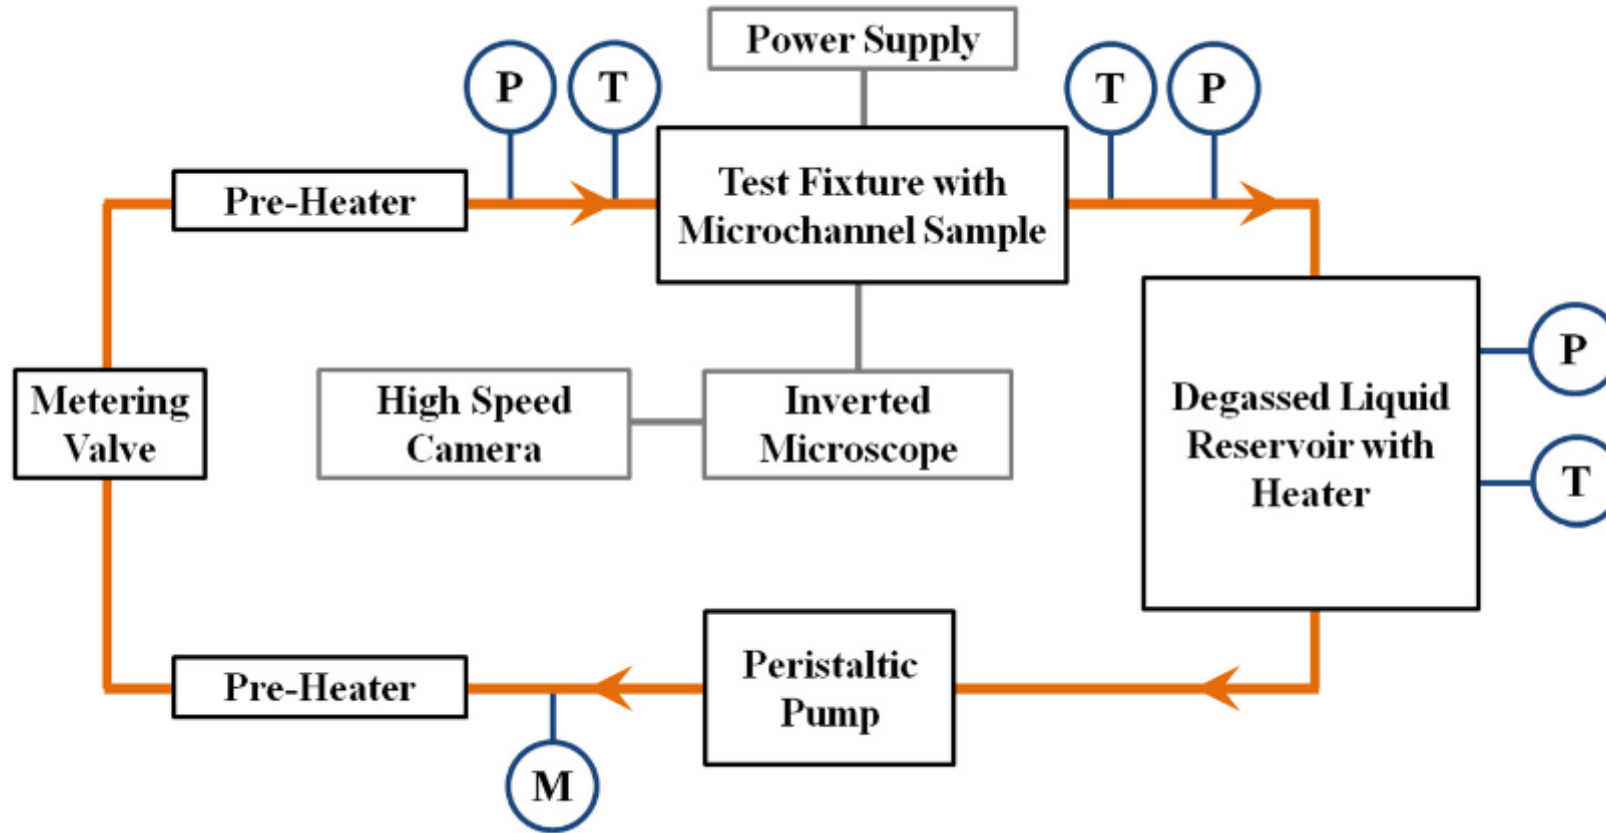 Power Supply
P
T
T
P
Pre-Heater
Test Fixture with
Microchannel Sample
P
Metering
Valve
High Speed
Camera
Inverted
Microscope
Degassed Liquid
Reservoir with
Heater
T
Pre-Heater
Peristaltic
Pump
M